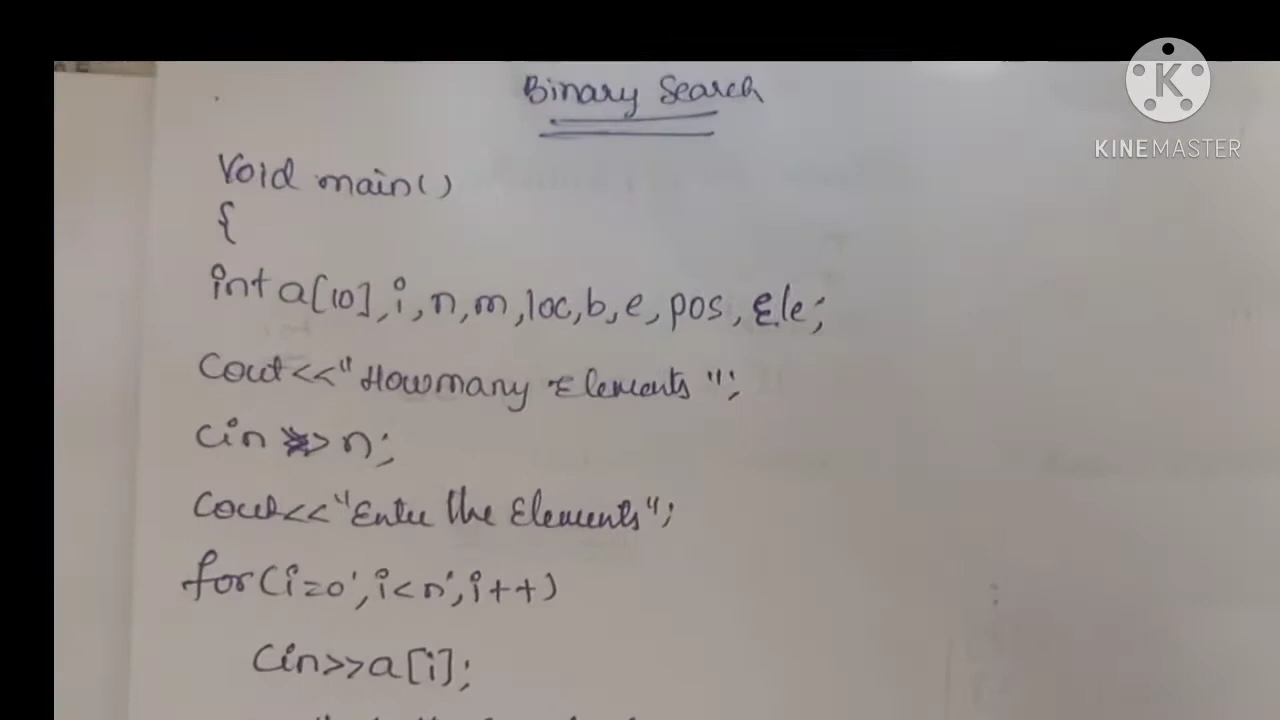 Binary Search
K
KINEMASTER
Void main()
{
int a[10], i, n, m, loc, b, e, pos, Ele;
Cout<<"Howmany Elements";
Cin >> n;
Cout<<"Enter the Elements";
for(i=0; i<n; i++)
Cin>>a[i];